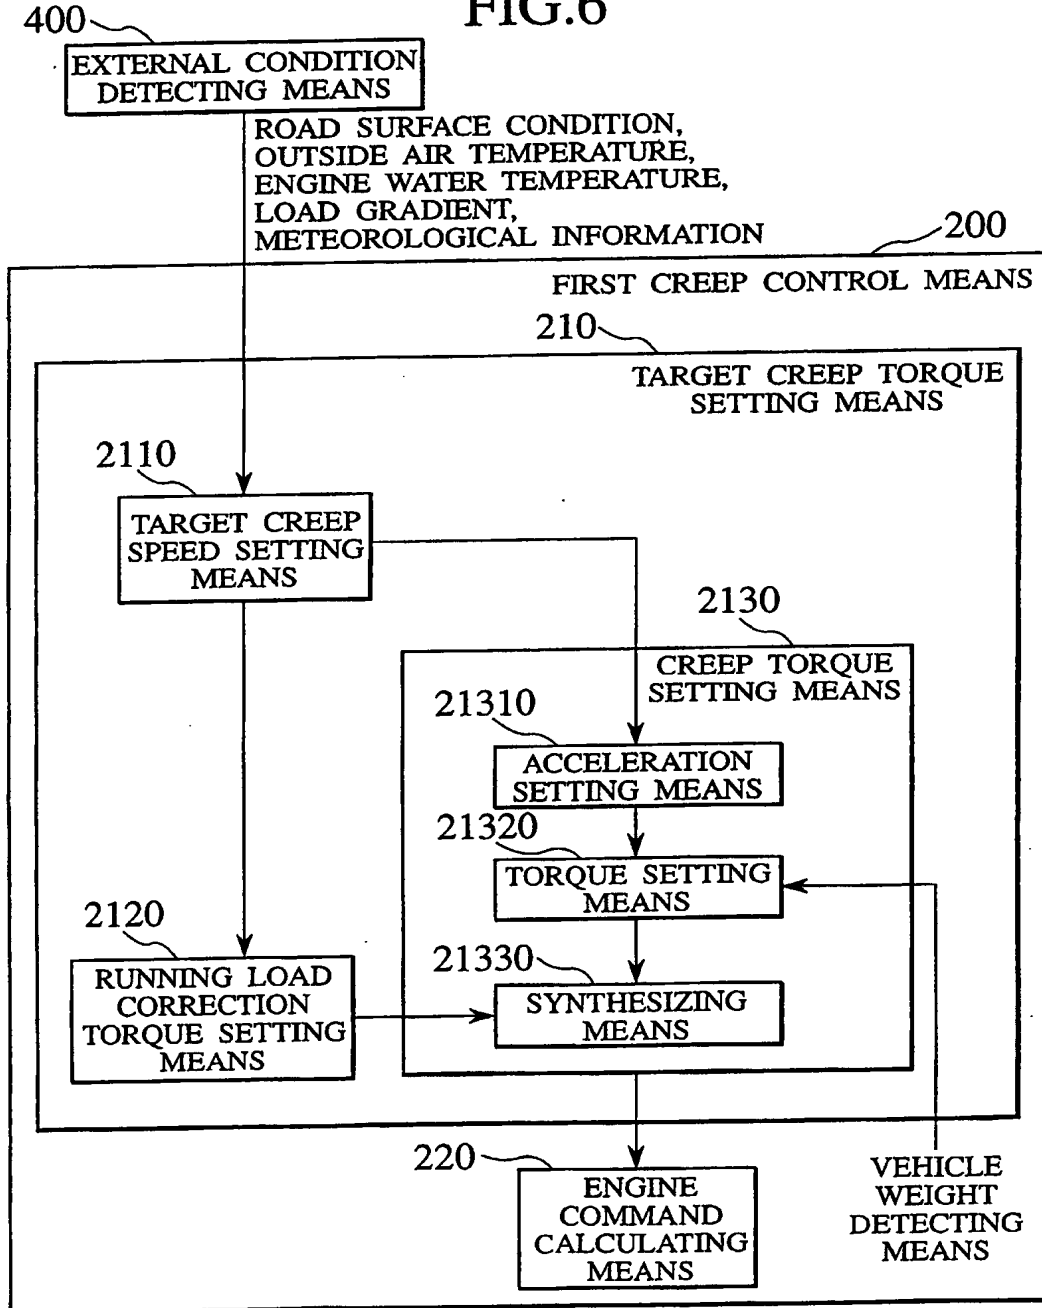 FIG.6
400
EXTERNAL CONDITION
DETECTING MEANS
ROAD SURFACE CONDITION,
OUTSIDE AIR TEMPERATURE,
ENGINE WATER TEMPERATURE,
LOAD GRADIENT,
METEOROLOGICAL INFORMATION
200
FIRST CREEP CONTROL MEANS
210
TARGET CREEP TORQUE
SETTING MEANS
2110
TARGET CREEP
SPEED SETTING
MEANS
2130
CREEP TORQUE
SETTING MEANS
21310
ACCELERATION
SETTING MEANS
21320
TORQUE SETTING
MEANS
2120
RUNNING LOAD
CORRECTION
TORQUE SETTING
MEANS
21330
SYNTHESIZING
MEANS
220
ENGINE
COMMAND
CALCULATING
MEANS
VEHICLE
WEIGHT
DETECTING
MEANS